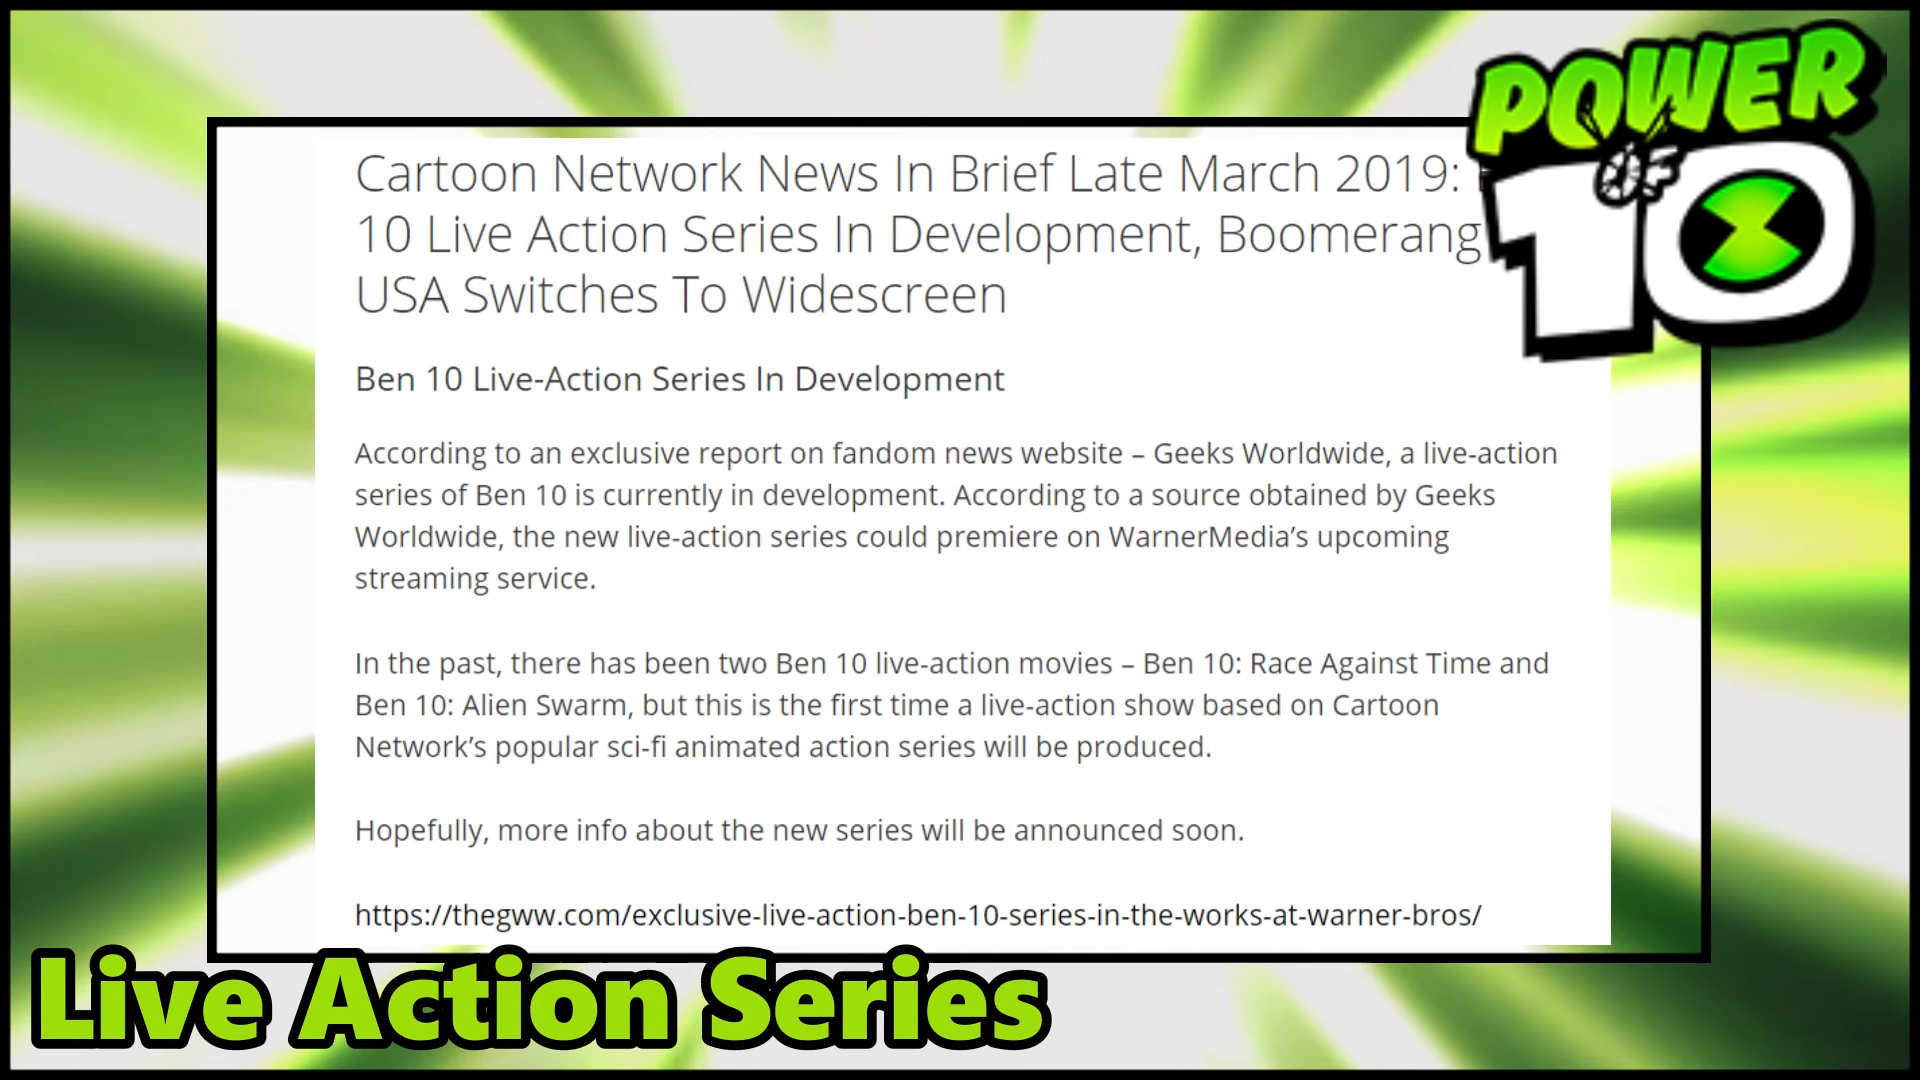 POWER
OF
10
Cartoon Network News In Brief Late March 2019:
10 Live Action Series In Development, Boomerang
USA Switches To Widescreen
Ben 10 Live-Action Series In Development
According to an exclusive report on fandom news website – Geeks Worldwide, a live-action
series of Ben 10 is currently in development. According to a source obtained by Geeks
Worldwide, the new live-action series could premiere on WarnerMedia’s upcoming
streaming service.
In the past, there has been two Ben 10 live-action movies – Ben 10: Race Against Time and
Ben 10: Alien Swarm, but this is the first time a live-action show based on Cartoon
Network’s popular sci-fi animated action series will be produced.
Hopefully, more info about the new series will be announced soon.
https://thegww.com/exclusive-live-action-ben-10-series-in-the-works-at-warner-bros/
Live Action Series